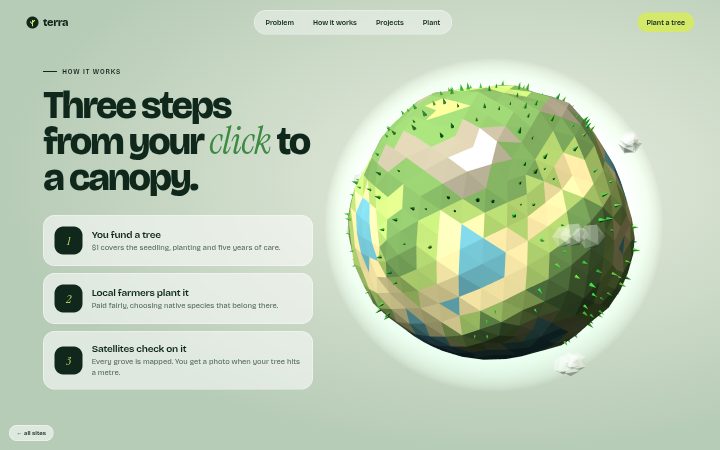 terra
Problem
How it works
Projects
Plant
Plant a tree
HOW IT WORKS
Three steps
from your click to
a canopy.
1
You fund a tree
$1 covers the seedling, planting and five years of care.
2
Local farmers plant it
Paid fairly, choosing native species that belong there.
3
Satellites check on it
Every grove is mapped. You get a photo when your tree hits
a metre.
← all sites